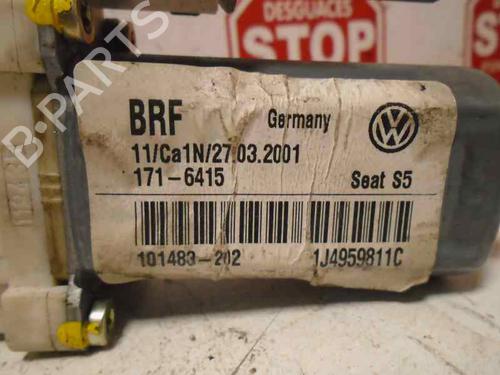 DESGUACES
STOP
B-PARTS
BRF Germany
11/Ca1N/27.03.2001
171-6415 Seat S5
101483-202 1J4959811C